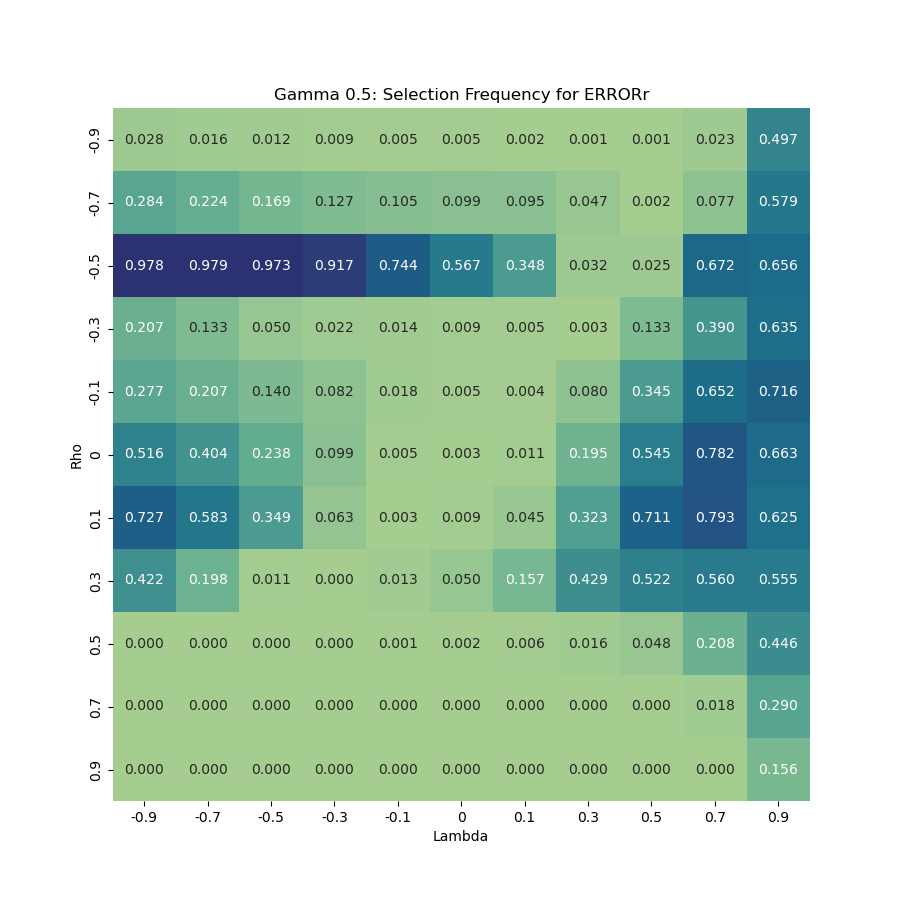 Gamma 0.5: Selection Frequency for ERRORr
-0.9 0.028 0.016 0.012 0.009 0.005 0.005 0.002 0.001 0.001 0.023 0.497
-0.7 0.284 0.224 0.169 0.127 0.105 0.099 0.095 0.047 0.002 0.077 0.579
-0.5 0.978 0.979 0.973 0.917 0.744 0.567 0.348 0.032 0.025 0.672 0.656
-0.3 0.207 0.133 0.050 0.022 0.014 0.009 0.005 0.003 0.133 0.390 0.635
-0.1 0.277 0.207 0.140 0.082 0.018 0.005 0.004 0.080 0.345 0.652 0.716
Rho
0 0.516 0.404 0.238 0.099 0.005 0.003 0.011 0.195 0.545 0.782 0.663
0.1 0.727 0.583 0.349 0.063 0.003 0.009 0.045 0.323 0.711 0.793 0.625
0.3 0.422 0.198 0.011 0.000 0.013 0.050 0.157 0.429 0.522 0.560 0.555
0.5 0.000 0.000 0.000 0.000 0.001 0.002 0.006 0.016 0.048 0.208 0.446
0.7 0.000 0.000 0.000 0.000 0.000 0.000 0.000 0.000 0.000 0.018 0.290
0.9 0.000 0.000 0.000 0.000 0.000 0.000 0.000 0.000 0.000 0.000 0.156
-0.9 -0.7 -0.5 -0.3 -0.1 0 0.1 0.3 0.5 0.7 0.9
Lambda